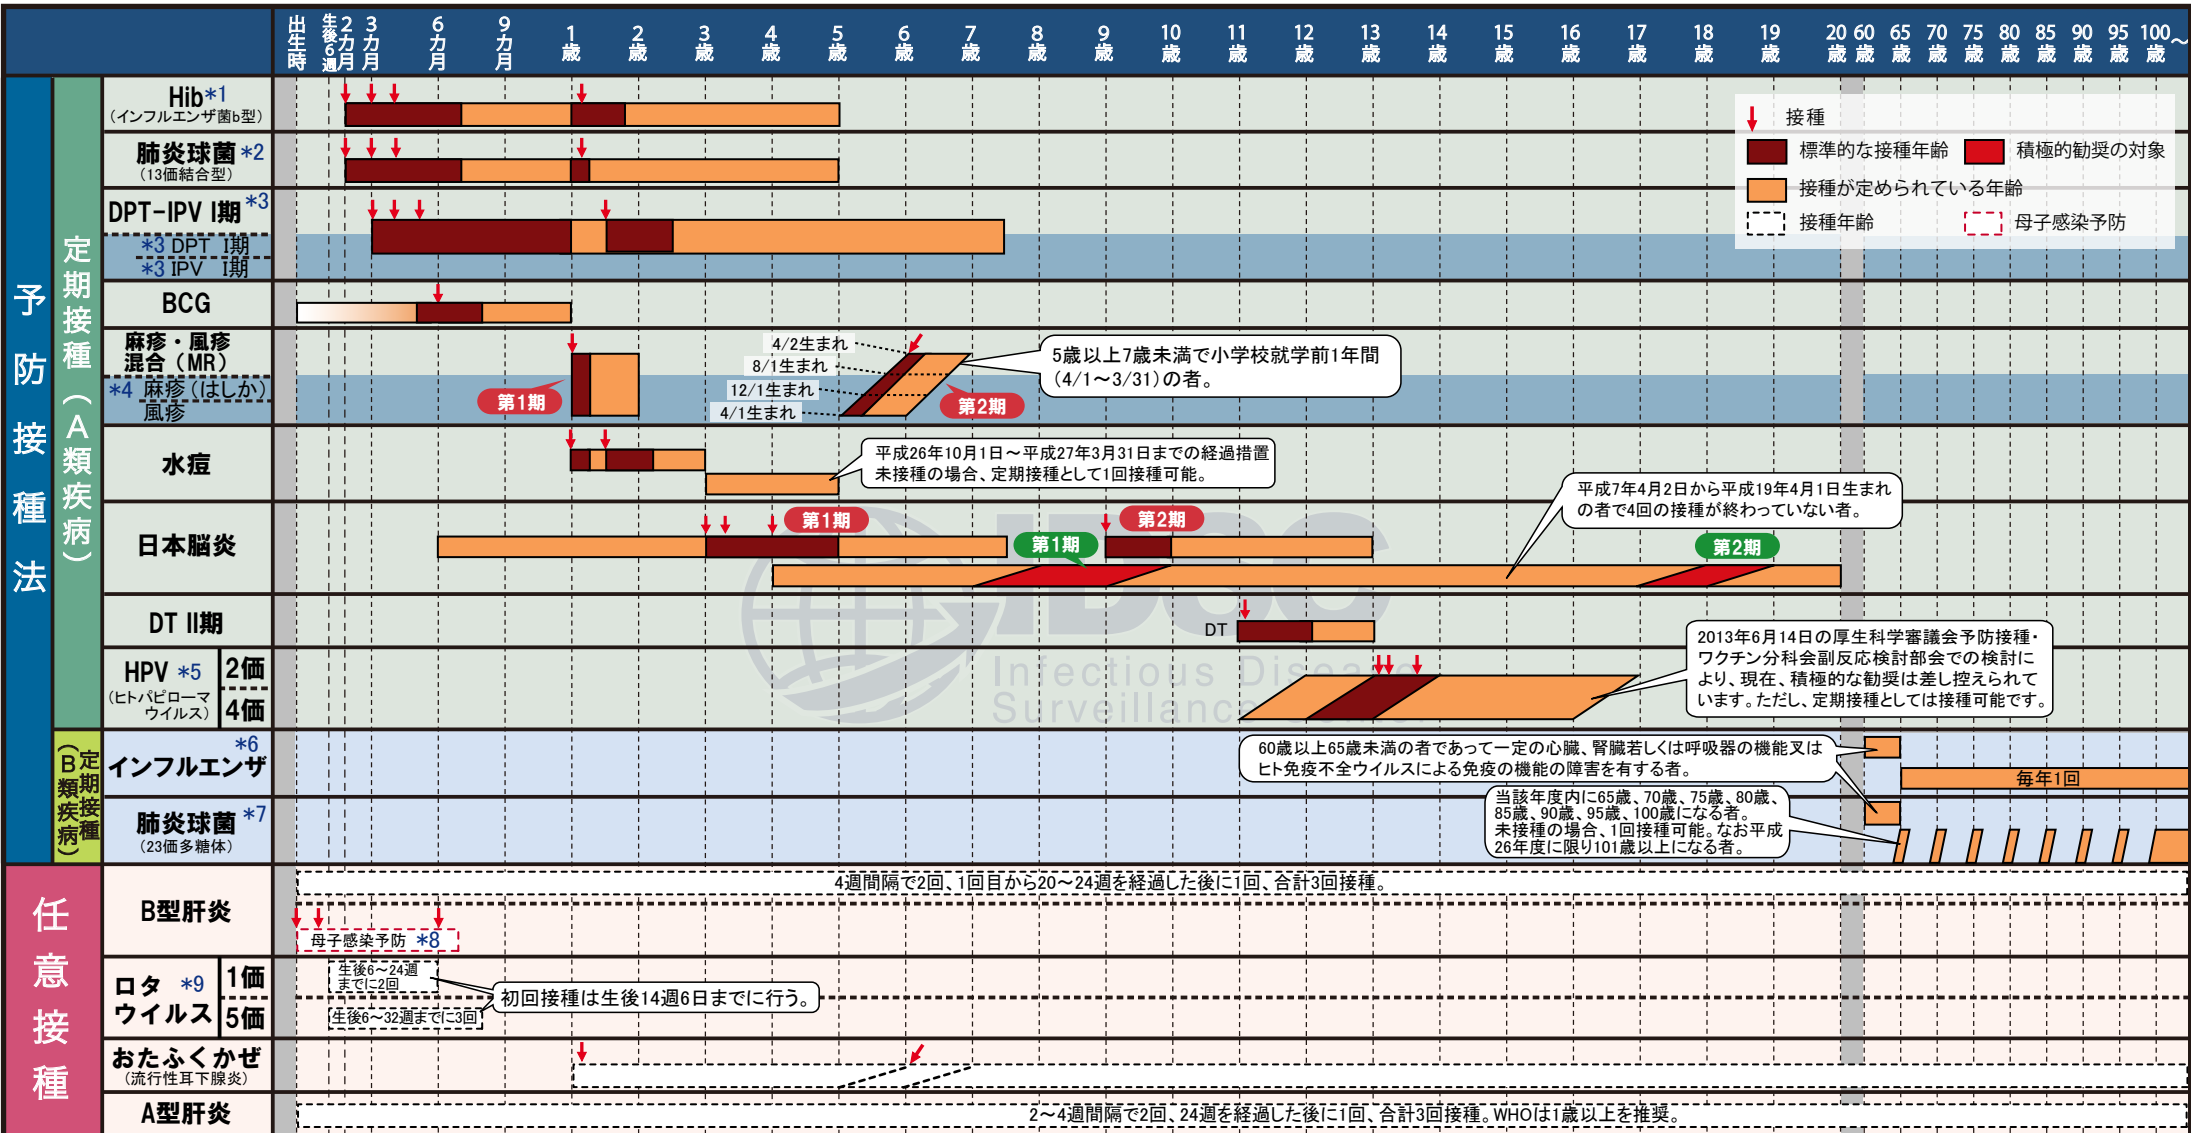 出生時 生後6週 2カ月 3カ月 6カ月 9カ月 1歳 2歳 3歳 4歳 5歳 6歳 7歳 8歳 9歳 10歳 11歳 12歳 13歳 14歳 15歳 16歳 17歳 18歳 19歳 20歳 60歳 65歳 70歳 75歳 80歳 85歳 90歳 95歳 100歳〜
予防接種法
定期接種（A類疾病）
Hib*1
（インフルエンザ菌b型）
接種
標準的な接種年齢 積極的勧奨の対象
接種が定められている年齢
接種年齢 母子感染予防
肺炎球菌*2
（13価結合型）
DPT-IPV I期*3
*3 DPT I期
*3 IPV I期
BCG
麻疹・風疹
混合（MR）
*4 麻疹（はしか）
風疹
第1期
4/2生まれ
8/1生まれ
12/1生まれ
4/1生まれ
第2期
5歳以上7歳未満で小学校就学前1年間
（4/1〜3/31）の者。
水痘
平成26年10月1日〜平成27年3月31日までの経過措置
未接種の場合、定期接種として1回接種可能。
日本脳炎
第1期
第2期
第1期
第2期
平成7年4月2日から平成19年4月1日生まれ
の者で4回の接種が終わっていない者。
IDSC
Infectious Disease
Surveillance
DT II期
DT
HPV *5
（ヒトパピローマ
ウイルス）
2価
4価
2013年6月14日の厚生科学審議会予防接種・
ワクチン分科会副反応検討部会での検討に
より、現在、積極的な勧奨は差し控えられて
います。ただし、定期接種としては接種可能です。
定期接種（B類疾病）
*6
インフルエンザ
60歳以上65歳未満の者であって一定の心臓、腎臓若しくは呼吸器の機能又は
ヒト免疫不全ウイルスによる免疫の機能の障害を有する者。
毎年1回
肺炎球菌*7
（23価多糖体）
当該年度内に65歳、70歳、75歳、80歳、
85歳、90歳、95歳、100歳になる者。
未接種の場合、1回接種可能。なお平成
26年度に限り101歳以上になる者。
任意接種
B型肝炎
4週間隔で2回、1回目から20〜24週を経過した後に1回、合計3回接種。
母子感染予防 *8
ロタ *9
ウイルス
1価
5価
生後6〜24週
までに2回
生後6〜32週までに3回
初回接種は生後14週6日までに行う。
おたふくかぜ
（流行性耳下腺炎）
A型肝炎
2〜4週間隔で2回、24週を経過した後に1回、合計3回接種。WHOは1歳以上を推奨。